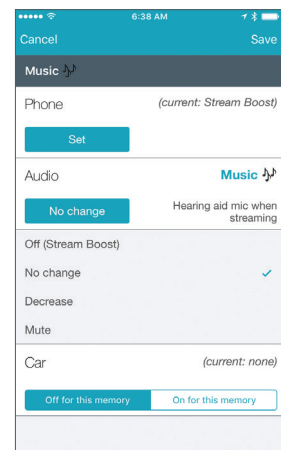 6:38 AM
Cancel Save
Music
Phone (current: Stream Boost)
Set
Audio Music
No change Hearing aid mic when
streaming
Off (Stream Boost)
No change
Decrease
Mute
Car (current: none)
Off for this memory On for this memory